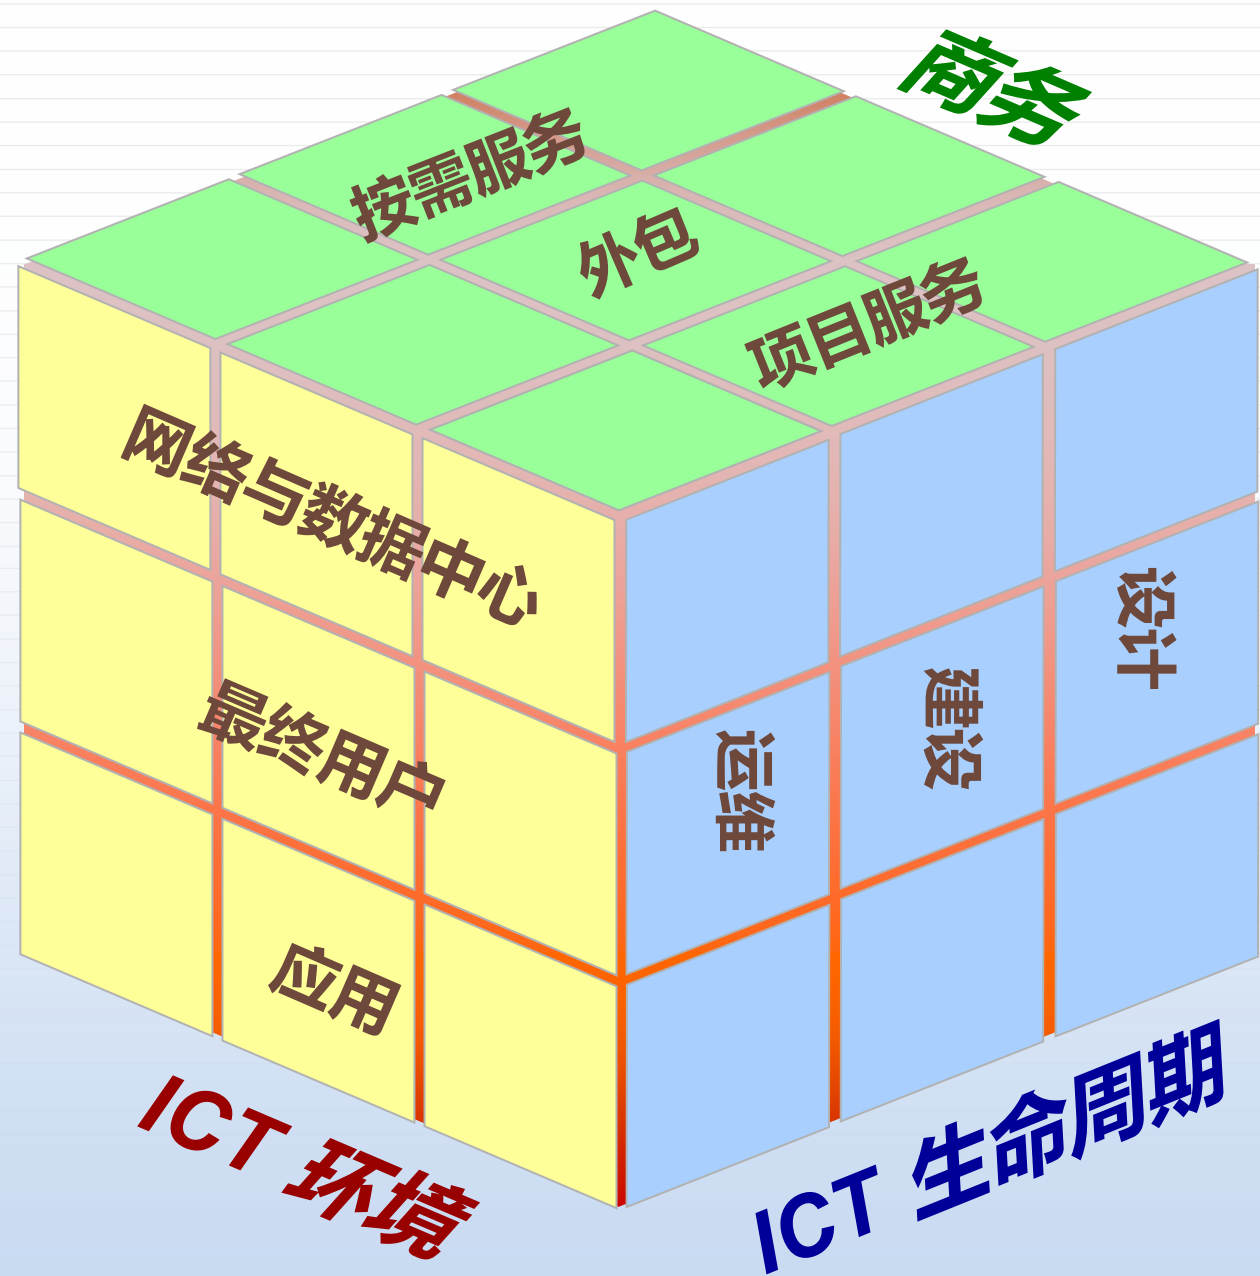 商务
按需服务
外包
项目服务
网络与数据中心
最终用户
应用
设计
建设
运维
ICT 环境
ICT 生命周期